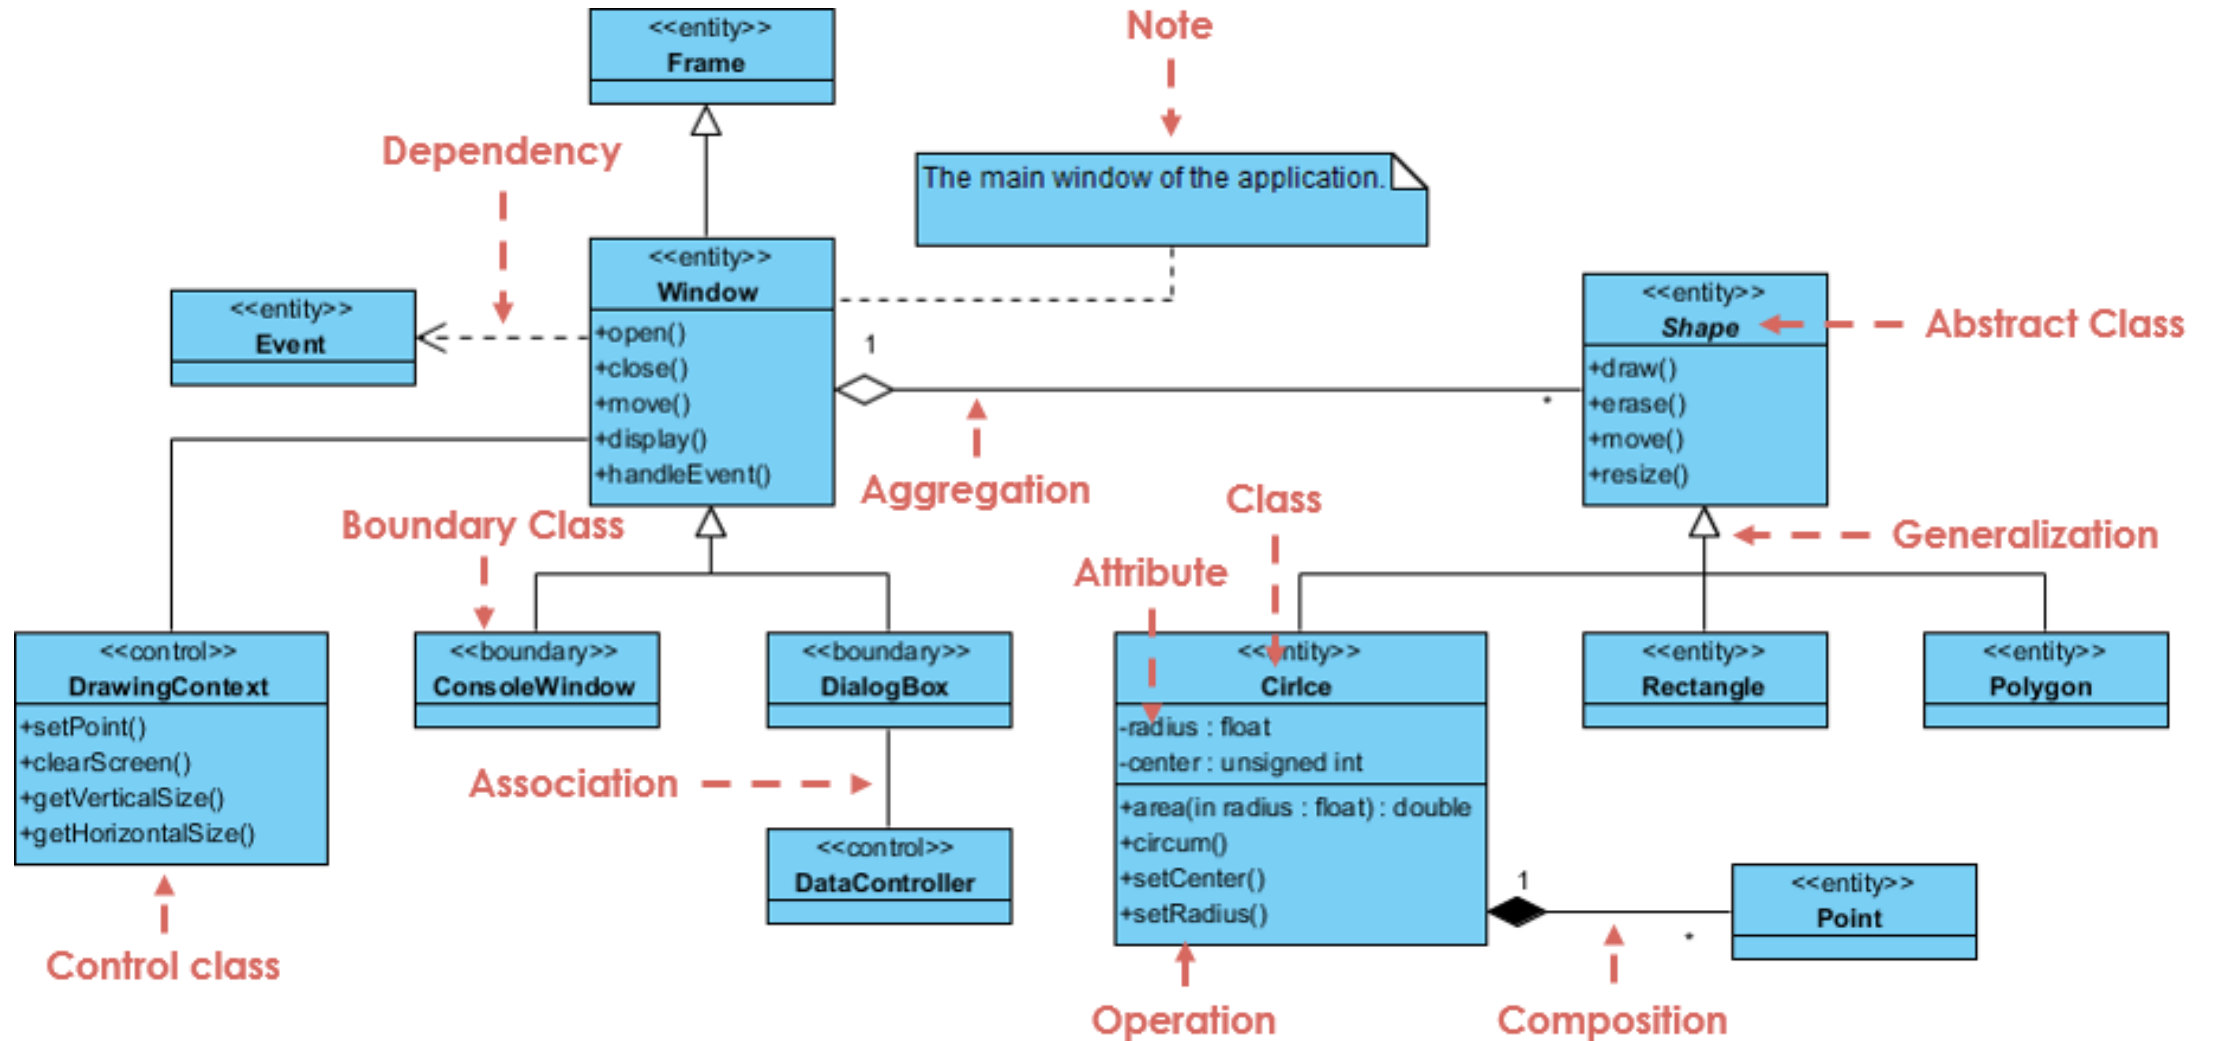 <<entity>>
Frame
Note
Dependency
The main window of the application.
<<entity>>
Window
+open()
+close()
+move()
+display()
+handleEvent()
<<entity>>
Event
1
*
Aggregation
<<entity>>
Shape
+draw()
+erase()
+move()
+resize()
Abstract Class
Generalization
Boundary Class
Class
Attribute
<<control>>
DrawingContext
+setPoint()
+clearScreen()
+getVerticalSize()
+getHorizontalSize()
Control class
<<boundary>>
ConsoleWindow
<<boundary>>
DialogBox
Association
<<control>>
DataController
<<entity>>
Cirlce
-radius : float
-center : unsigned int
+area(in radius : float) : double
+circum()
+setCenter()
+setRadius()
Operation
<<entity>>
Rectangle
<<entity>>
Polygon
1
*
<<entity>>
Point
Composition